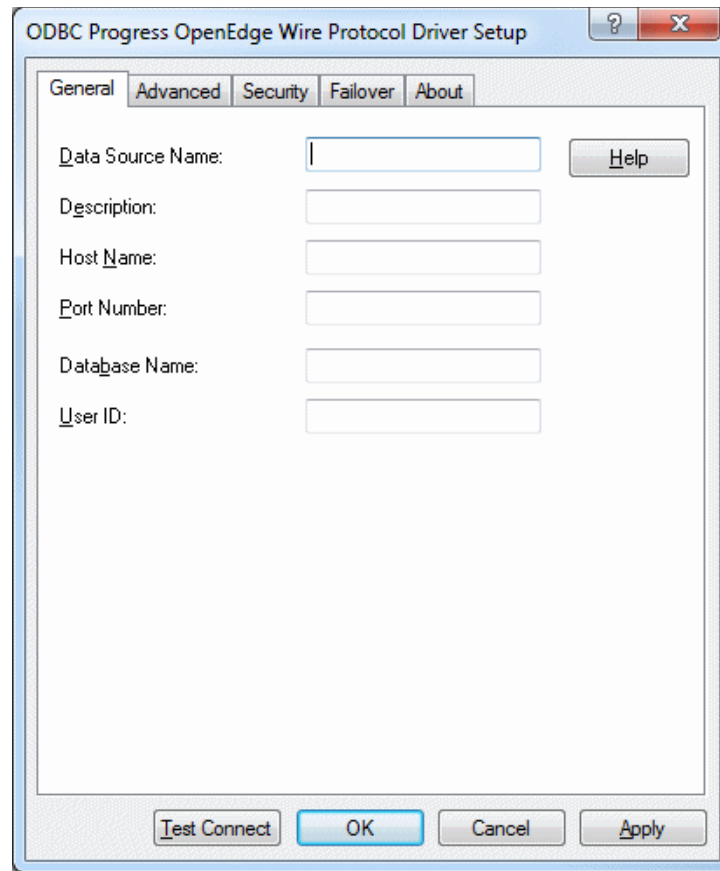 ODBC Progress OpenEdge Wire Protocol Driver Setup ? X
General Advanced Security Failover About
Data Source Name: Help
Description:
Host Name:
Port Number:
Database Name:
User ID:
Test Connect OK Cancel Apply